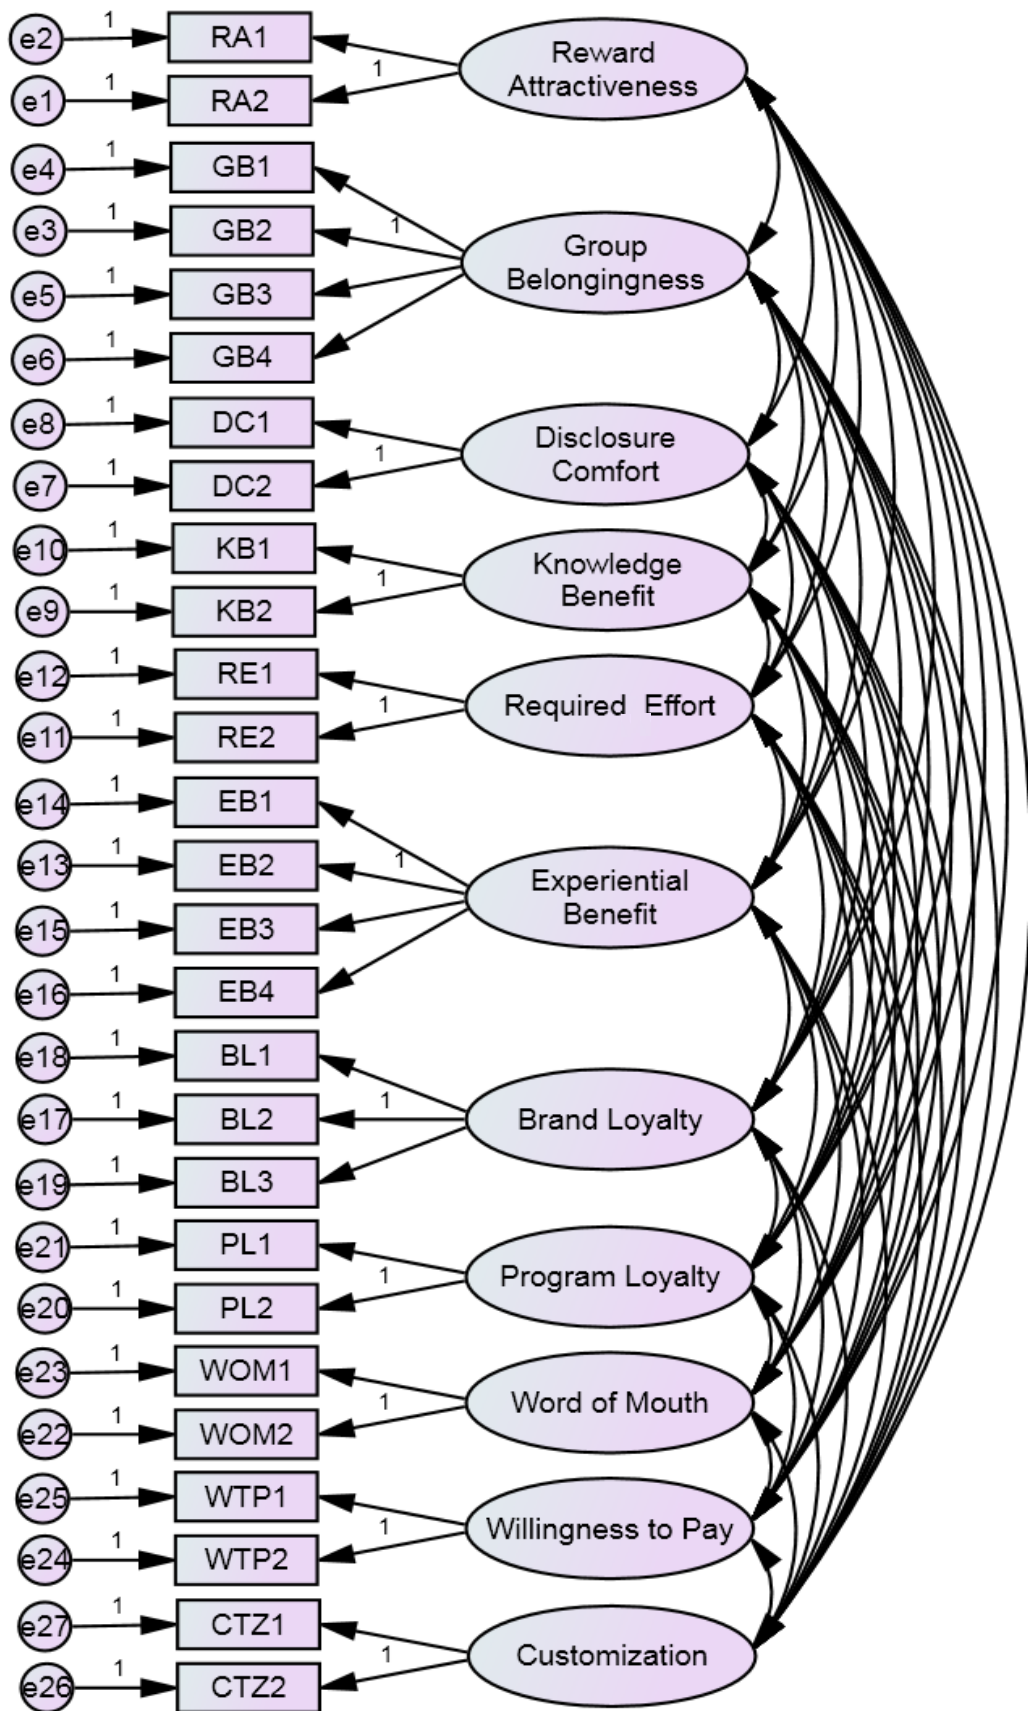 e2 1 RA1
Reward
Attractiveness
1
e1 1 RA2
e4 1 GB1
e3 1 GB2 1
Group
Belongingness
e5 1 GB3
e6 1 GB4
e8 1 DC1
Disclosure
Comfort
1
e7 1 DC2
e10 1 KB1
Knowledge
Benefit
1
e9 1 KB2
e12 1 RE1
Required Effort
1
e11 1 RE2
e14 1 EB1
e13 1 EB2 1
Experiential
Benefit
e15 1 EB3
e16 1 EB4
e18 1 BL1
e17 1 BL2 1 Brand Loyalty
e19 1 BL3
e21 1 PL1
1 Program Loyalty
e20 1 PL2
e23 1 WOM1
1 Word of Mouth
e22 1 WOM2
e25 1 WTP1
1 Willingness to Pay
e24 1 WTP2
e27 1 CTZ1
1 Customization
e26 1 CTZ2